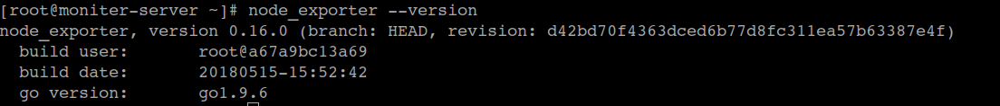 [root@moniter-server ~]# node_exporter --version
node_exporter, version 0.16.0 (branch: HEAD, revision: d42bd70f4363dced6b77d8fc311ea57b63387e4f)
  build user:       root@a67a9bc13a69
  build date:       20180515-15:52:42
  go version:       go1.9.6